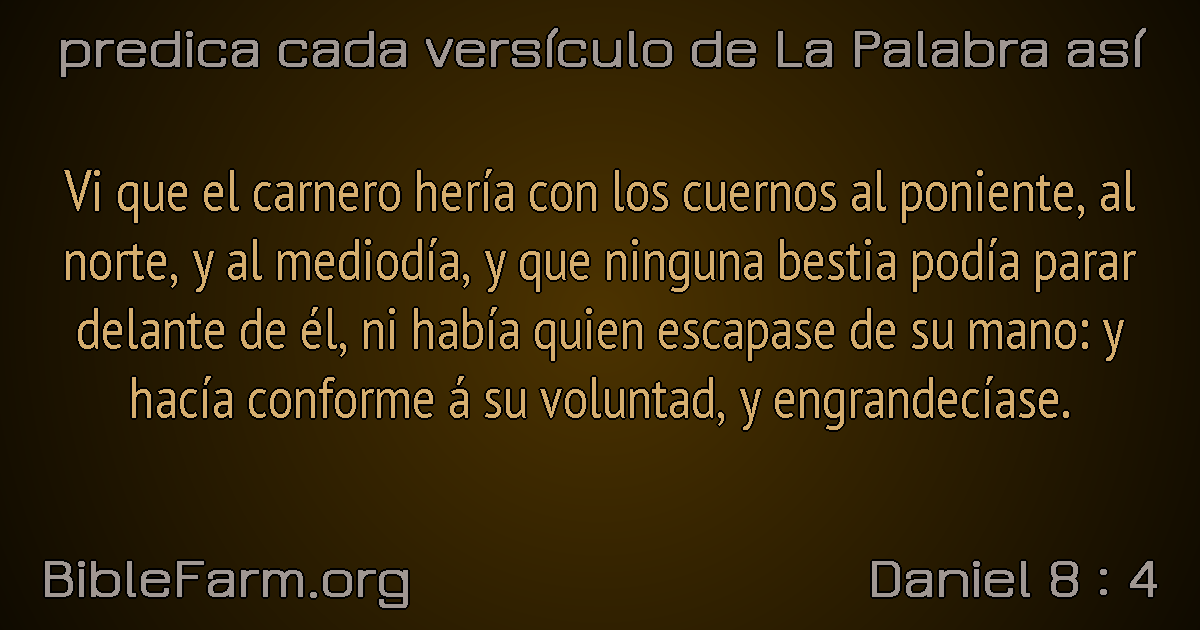 predica cada versículo de La Palabra así
Vi que el carnero hería con los cuernos al poniente, al
norte, y al mediodía, y que ninguna bestia podía parar
delante de él, ni había quien escapase de su mano: y
hacía conforme á su voluntad, y engrandecíase.
BibleFarm.org
Daniel 8 : 4